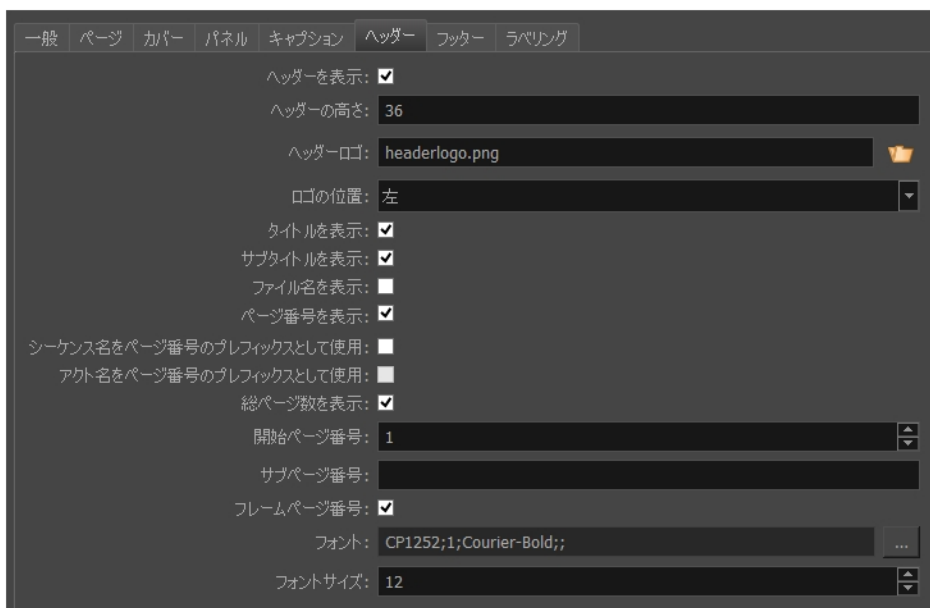 一般 ページ カバー パネル キャプション ヘッダー フッター ラベリング
ヘッダーを表示:
ヘッダーの高さ: 36
ヘッダーロゴ: headerlogo.png
ロゴの位置: 左
タイトルを表示:
サブタイトルを表示:
ファイル名を表示:
ページ番号を表示:
シーケンス名をページ番号のプレフィックスとして使用:
アクト名をページ番号のプレフィックスとして使用:
総ページ数を表示:
開始ページ番号: 1
サブページ番号:
フレームページ番号:
フォント: CP1252;1;Courier-Bold;; ...
フォントサイズ: 12